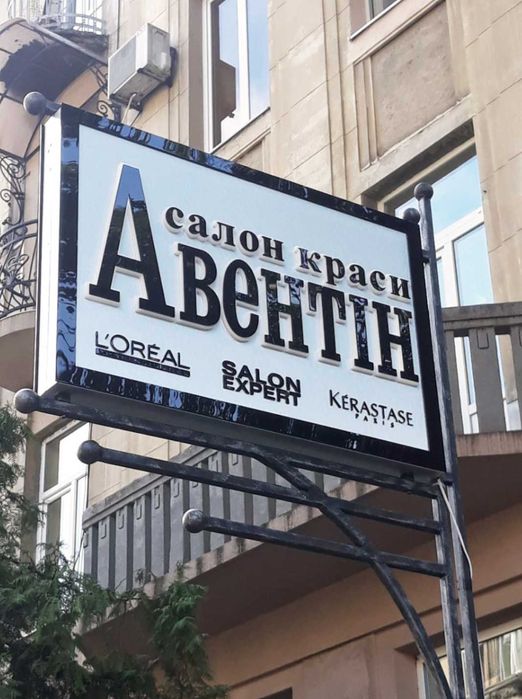 салон краси
Авентін
L'ORÉAL
SALON
EXPERT
KÉRASTASE
PARIS